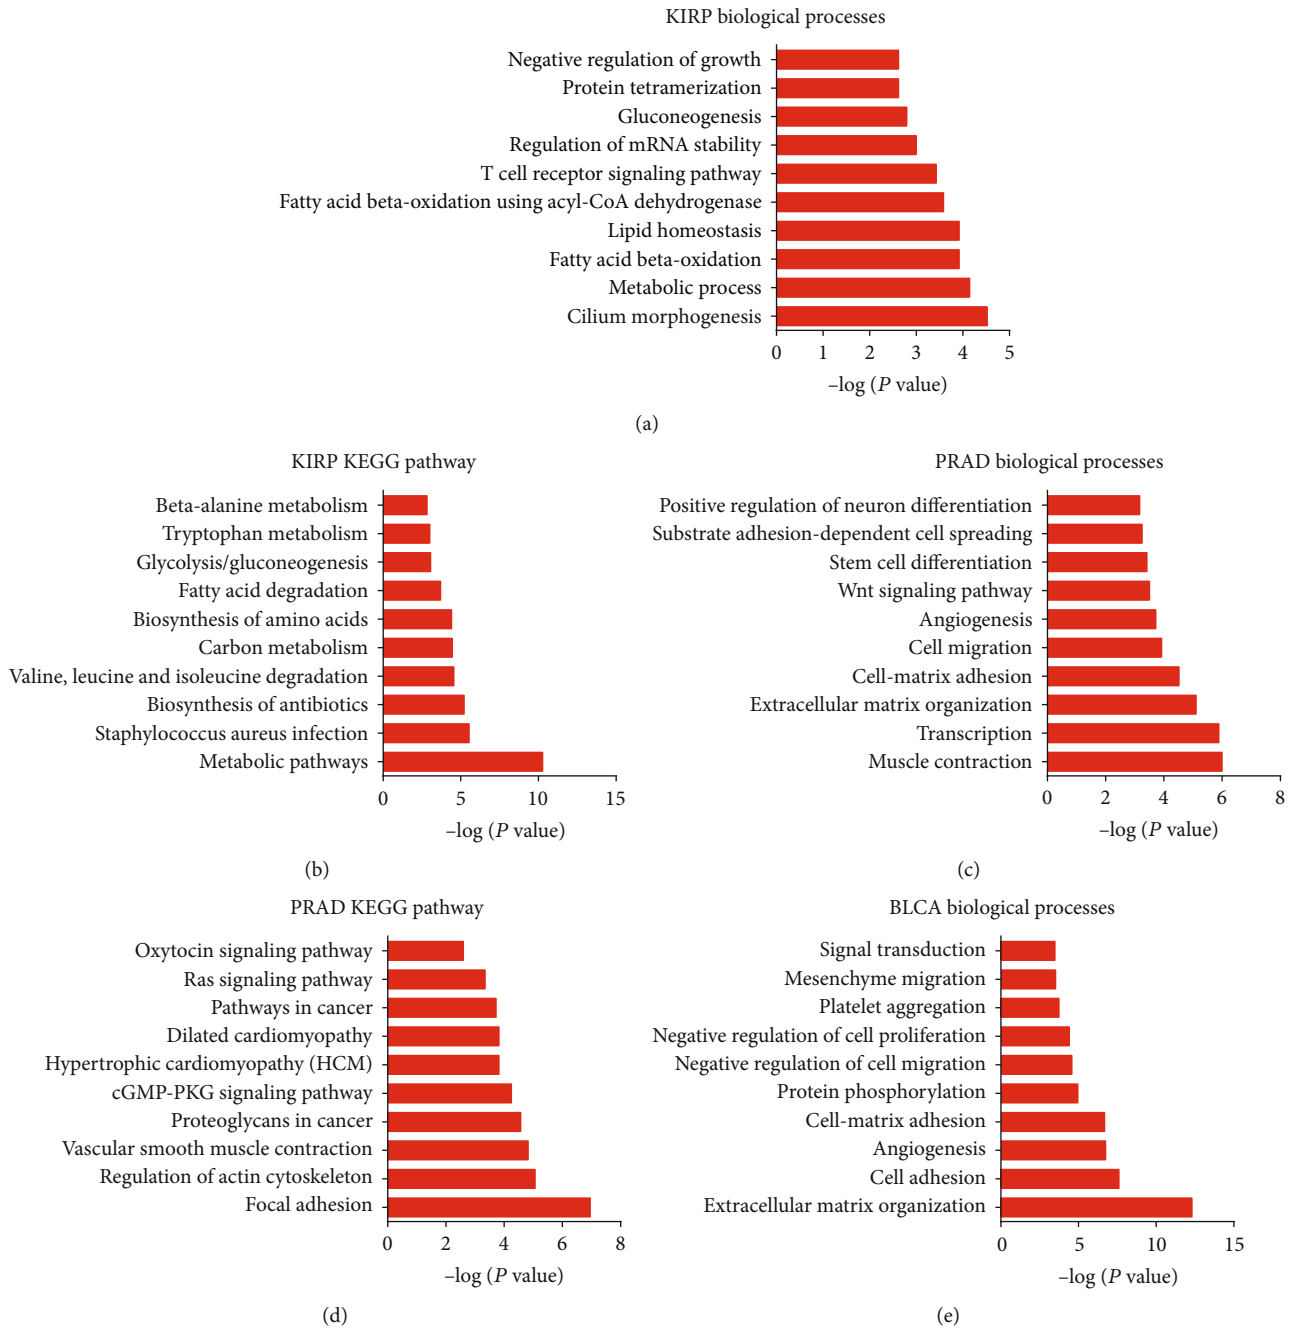 KIRP biological processes
Negative regulation of growth
Protein tetramerization
Gluconeogenesis
Regulation of mRNA stability
T cell receptor signaling pathway
Fatty acid beta-oxidation using acyl-CoA dehydrogenase
Lipid homeostasis
Fatty acid beta-oxidation
Metabolic process
Cilium morphogenesis
0 1 2 3 4 5
–log (P value)
(a)
KIRP KEGG pathway
Beta-alanine metabolism
Tryptophan metabolism
Glycolysis/gluconeogenesis
Fatty acid degradation
Biosynthesis of amino acids
Carbon metabolism
Valine, leucine and isoleucine degradation
Biosynthesis of antibiotics
Staphylococcus aureus infection
Metabolic pathways
0 5 10 15
–log (P value)
(b)
PRAD biological processes
Positive regulation of neuron differentiation
Substrate adhesion-dependent cell spreading
Stem cell differentiation
Wnt signaling pathway
Angiogenesis
Cell migration
Cell-matrix adhesion
Extracellular matrix organization
Transcription
Muscle contraction
0 2 4 6 8
–log (P value)
(c)
PRAD KEGG pathway
Oxytocin signaling pathway
Ras signaling pathway
Pathways in cancer
Dilated cardiomyopathy
Hypertrophic cardiomyopathy (HCM)
cGMP-PKG signaling pathway
Proteoglycans in cancer
Vascular smooth muscle contraction
Regulation of actin cytoskeleton
Focal adhesion
0 2 4 6 8
–log (P value)
(d)
BLCA biological processes
Signal transduction
Mesenchyme migration
Platelet aggregation
Negative regulation of cell proliferation
Negative regulation of cell migration
Protein phosphorylation
Cell-matrix adhesion
Angiogenesis
Cell adhesion
Extracellular matrix organization
0 5 10 15
–log (P value)
(e)